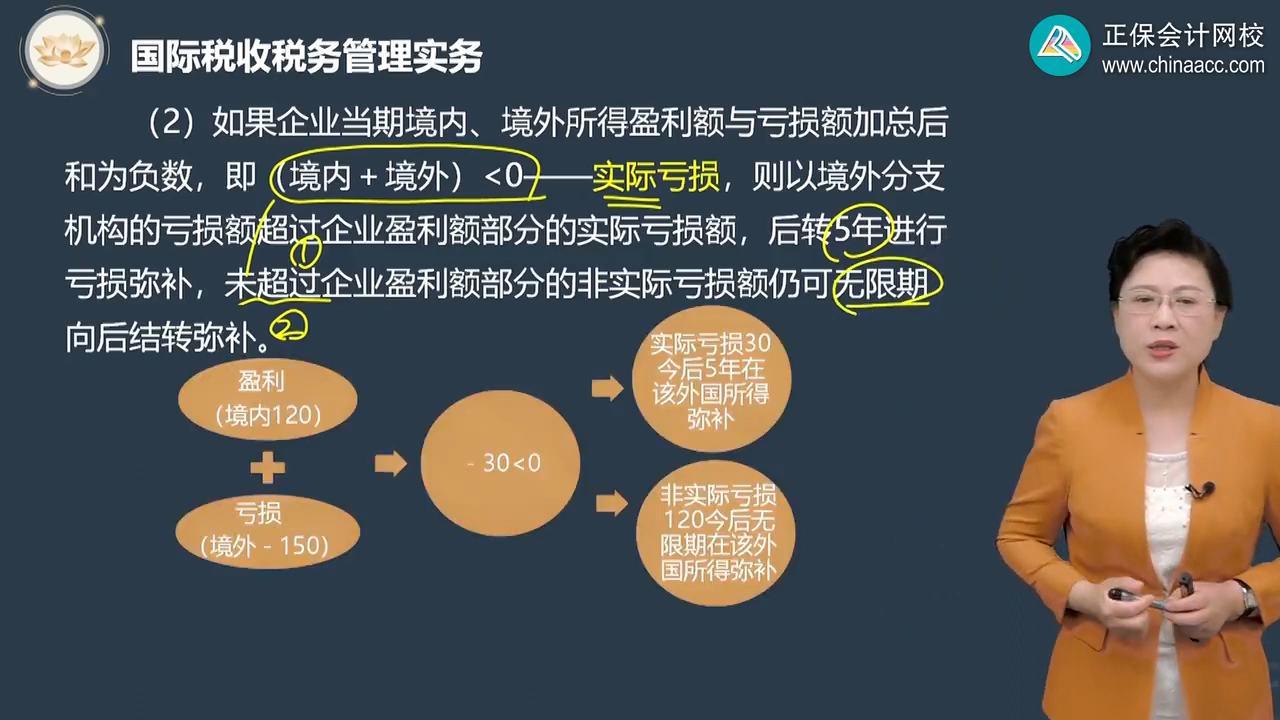 国际税收税务管理实务
正保会计网校
www.chinaacc.com
（2）如果企业当期境内、境外所得盈利额与亏损额加总后
和为负数，即（境内＋境外）<0——实际亏损，则以境外分支
机构的亏损额超过企业盈利额部分的实际亏损额，后转5年进行
亏损弥补，未超过企业盈利额部分的非实际亏损额仍可无限期
向后结转弥补。
①
②
盈利
（境内120）
亏损
（境外﹣150）
﹣30<0
实际亏损30
今后5年在
该外国所得
弥补
非实际亏损
120今后无
限期在该外
国所得弥补